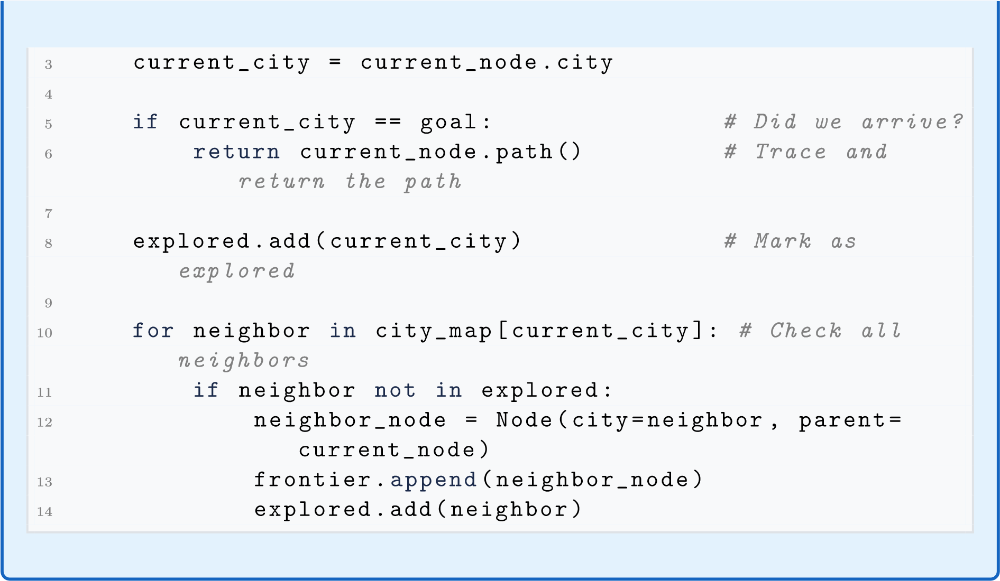 3 current_city = current_node.city
4
5 if current_city == goal: # Did we arrive?
6 return current_node.path() # Trace and
return the path
7
8 explored.add(current_city) # Mark as
explored
9
10 for neighbor in city_map[current_city]: # Check all
neighbors
11 if neighbor not in explored:
12 neighbor_node = Node(city=neighbor, parent=
current_node)
13 frontier.append(neighbor_node)
14 explored.add(neighbor)